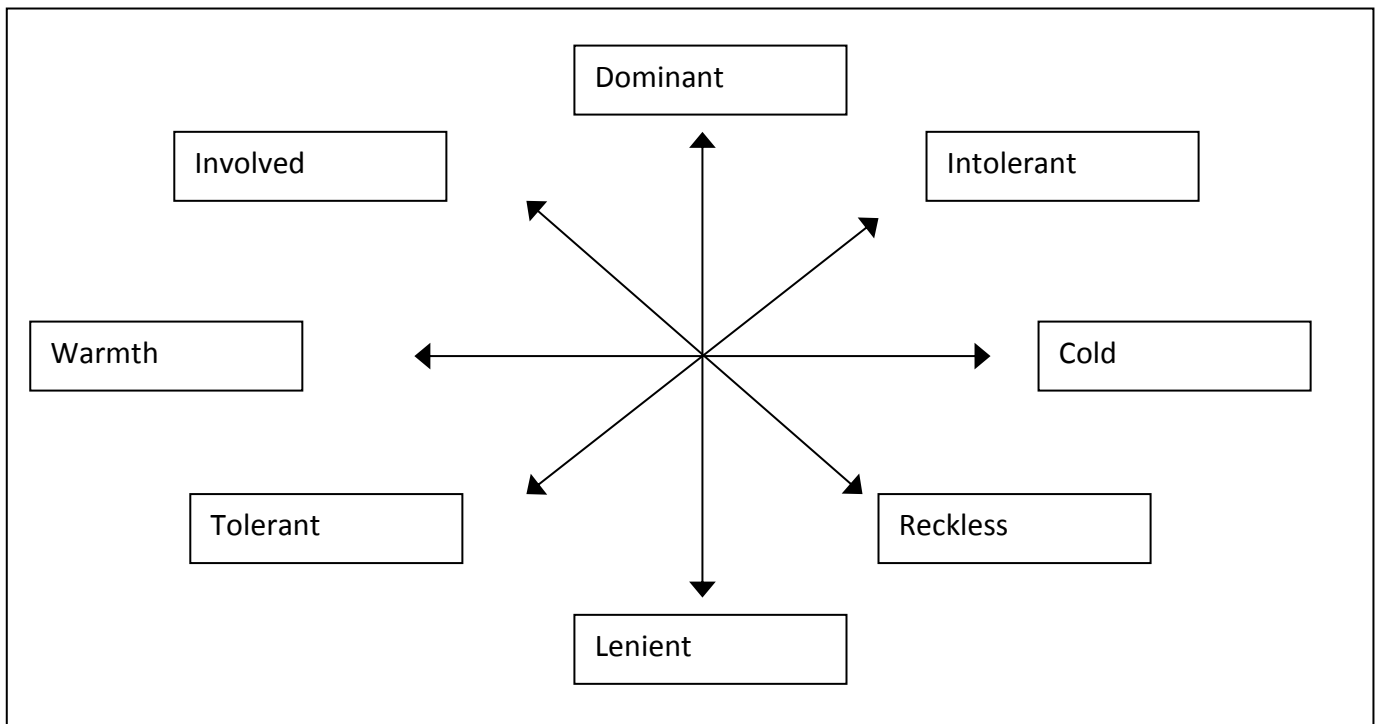 Dominant
Involved
Intolerant
Warmth
Cold
Tolerant
Reckless
Lenient